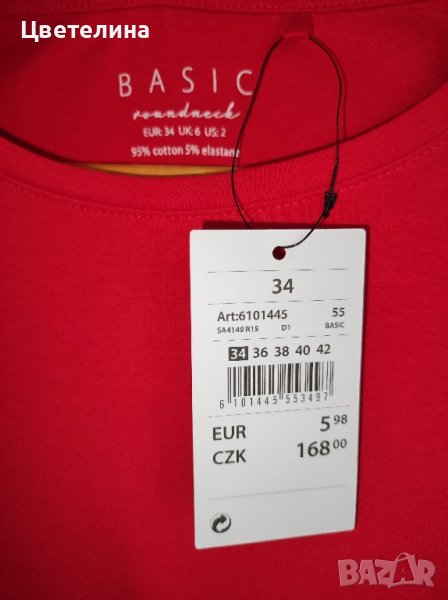 Цветелина
BASIC
roundneck
EUR: 34 UK: 6 US: 2
95% cotton 5% elastane
34
Art:6101445 55
SA4149 R15 D1 BASIC
34 36 38 40 42
6 101445 553497
EUR 5 98
CZK 168 00
BAZAR